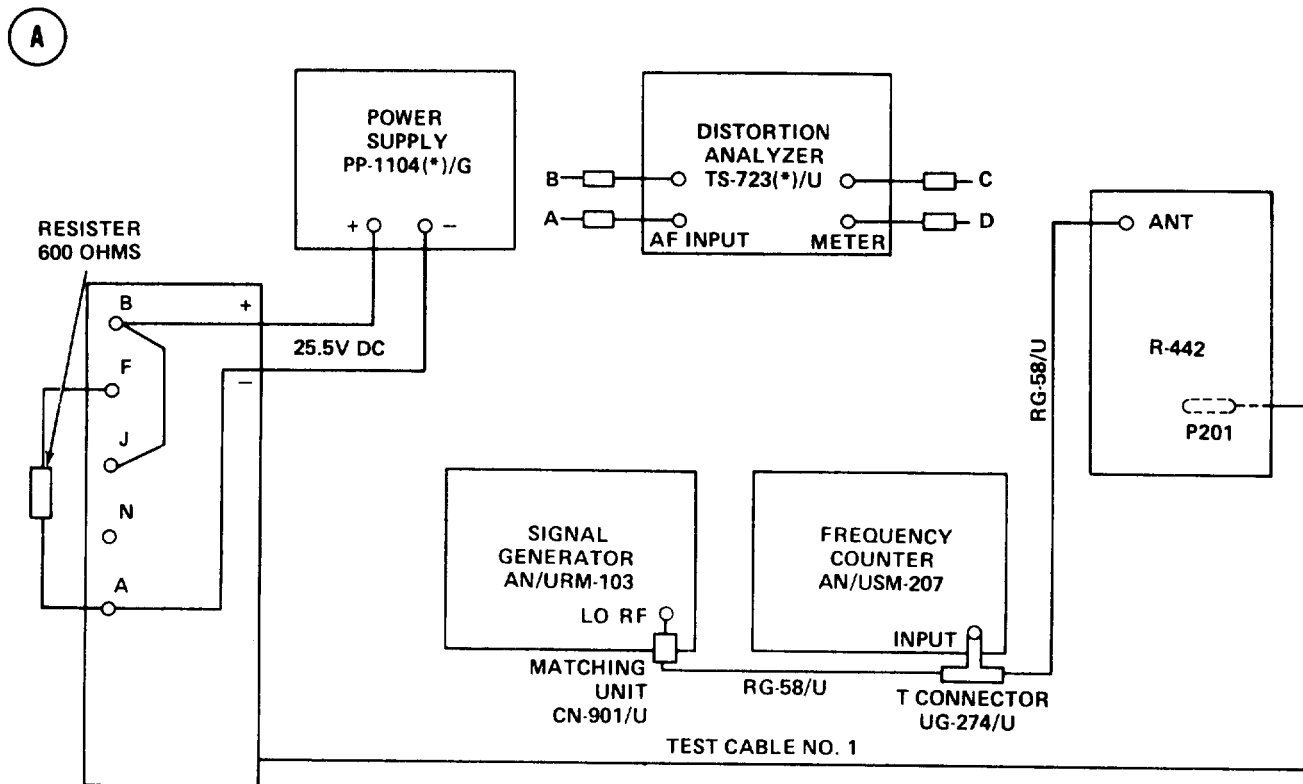 A
POWER
SUPPLY
PP-1104(*)/G
+
−
DISTORTION
ANALYZER
TS-723(*)/U
B
A
C
D
AF INPUT
METER
RESISTER
600 OHMS
B
+
25.5V DC
F
−
J
N
A
ANT
R-442
P201
RG-58/U
SIGNAL
GENERATOR
AN/URM-103
LO RF
FREQUENCY
COUNTER
AN/USM-207
INPUT
MATCHING
UNIT
CN-901/U
RG-58/U
T CONNECTOR
UG-274/U
TEST CABLE NO. 1